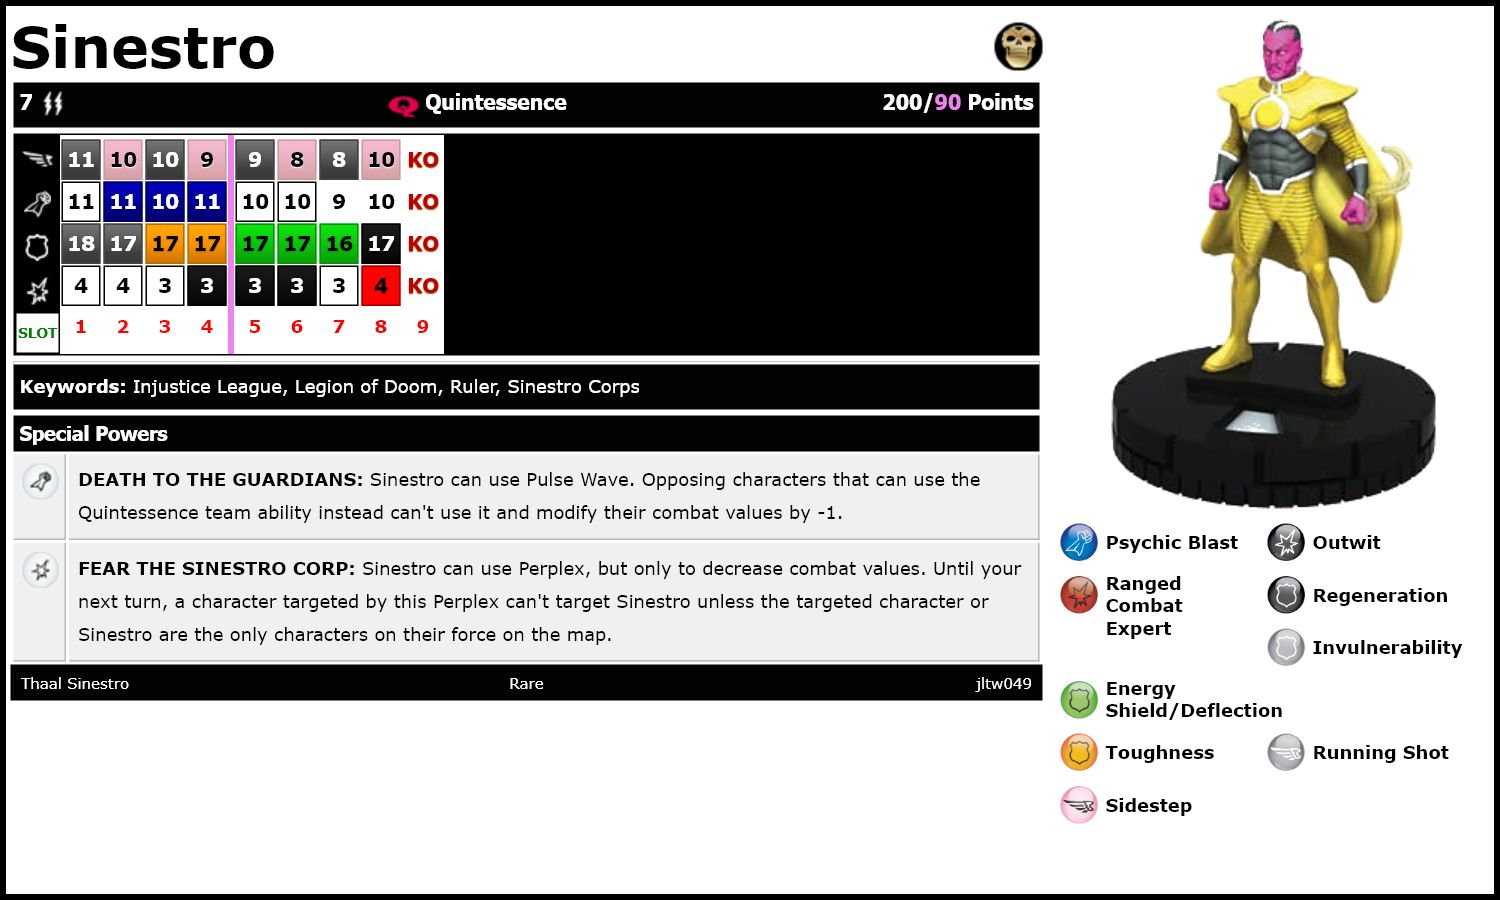 Sinestro
7 Quintessence 200/90 Points
11 10 10 9 9 8 8 10 KO
11 11 10 11 10 10 9 10 KO
18 17 17 17 17 17 16 17 KO
4 4 3 3 3 3 3 4 KO
SLOT 1 2 3 4 5 6 7 8 9
Keywords: Injustice League, Legion of Doom, Ruler, Sinestro Corps
Special Powers
DEATH TO THE GUARDIANS: Sinestro can use Pulse Wave. Opposing characters that can use the
Quintessence team ability instead can't use it and modify their combat values by -1.
FEAR THE SINESTRO CORP: Sinestro can use Perplex, but only to decrease combat values. Until your
next turn, a character targeted by this Perplex can't target Sinestro unless the targeted character or
Sinestro are the only characters on their force on the map.
Thaal Sinestro Rare jltw049
Psychic Blast Outwit
Ranged
Combat
Expert
Regeneration
Invulnerability
Energy
Shield/Deflection
Toughness Running Shot
Sidestep